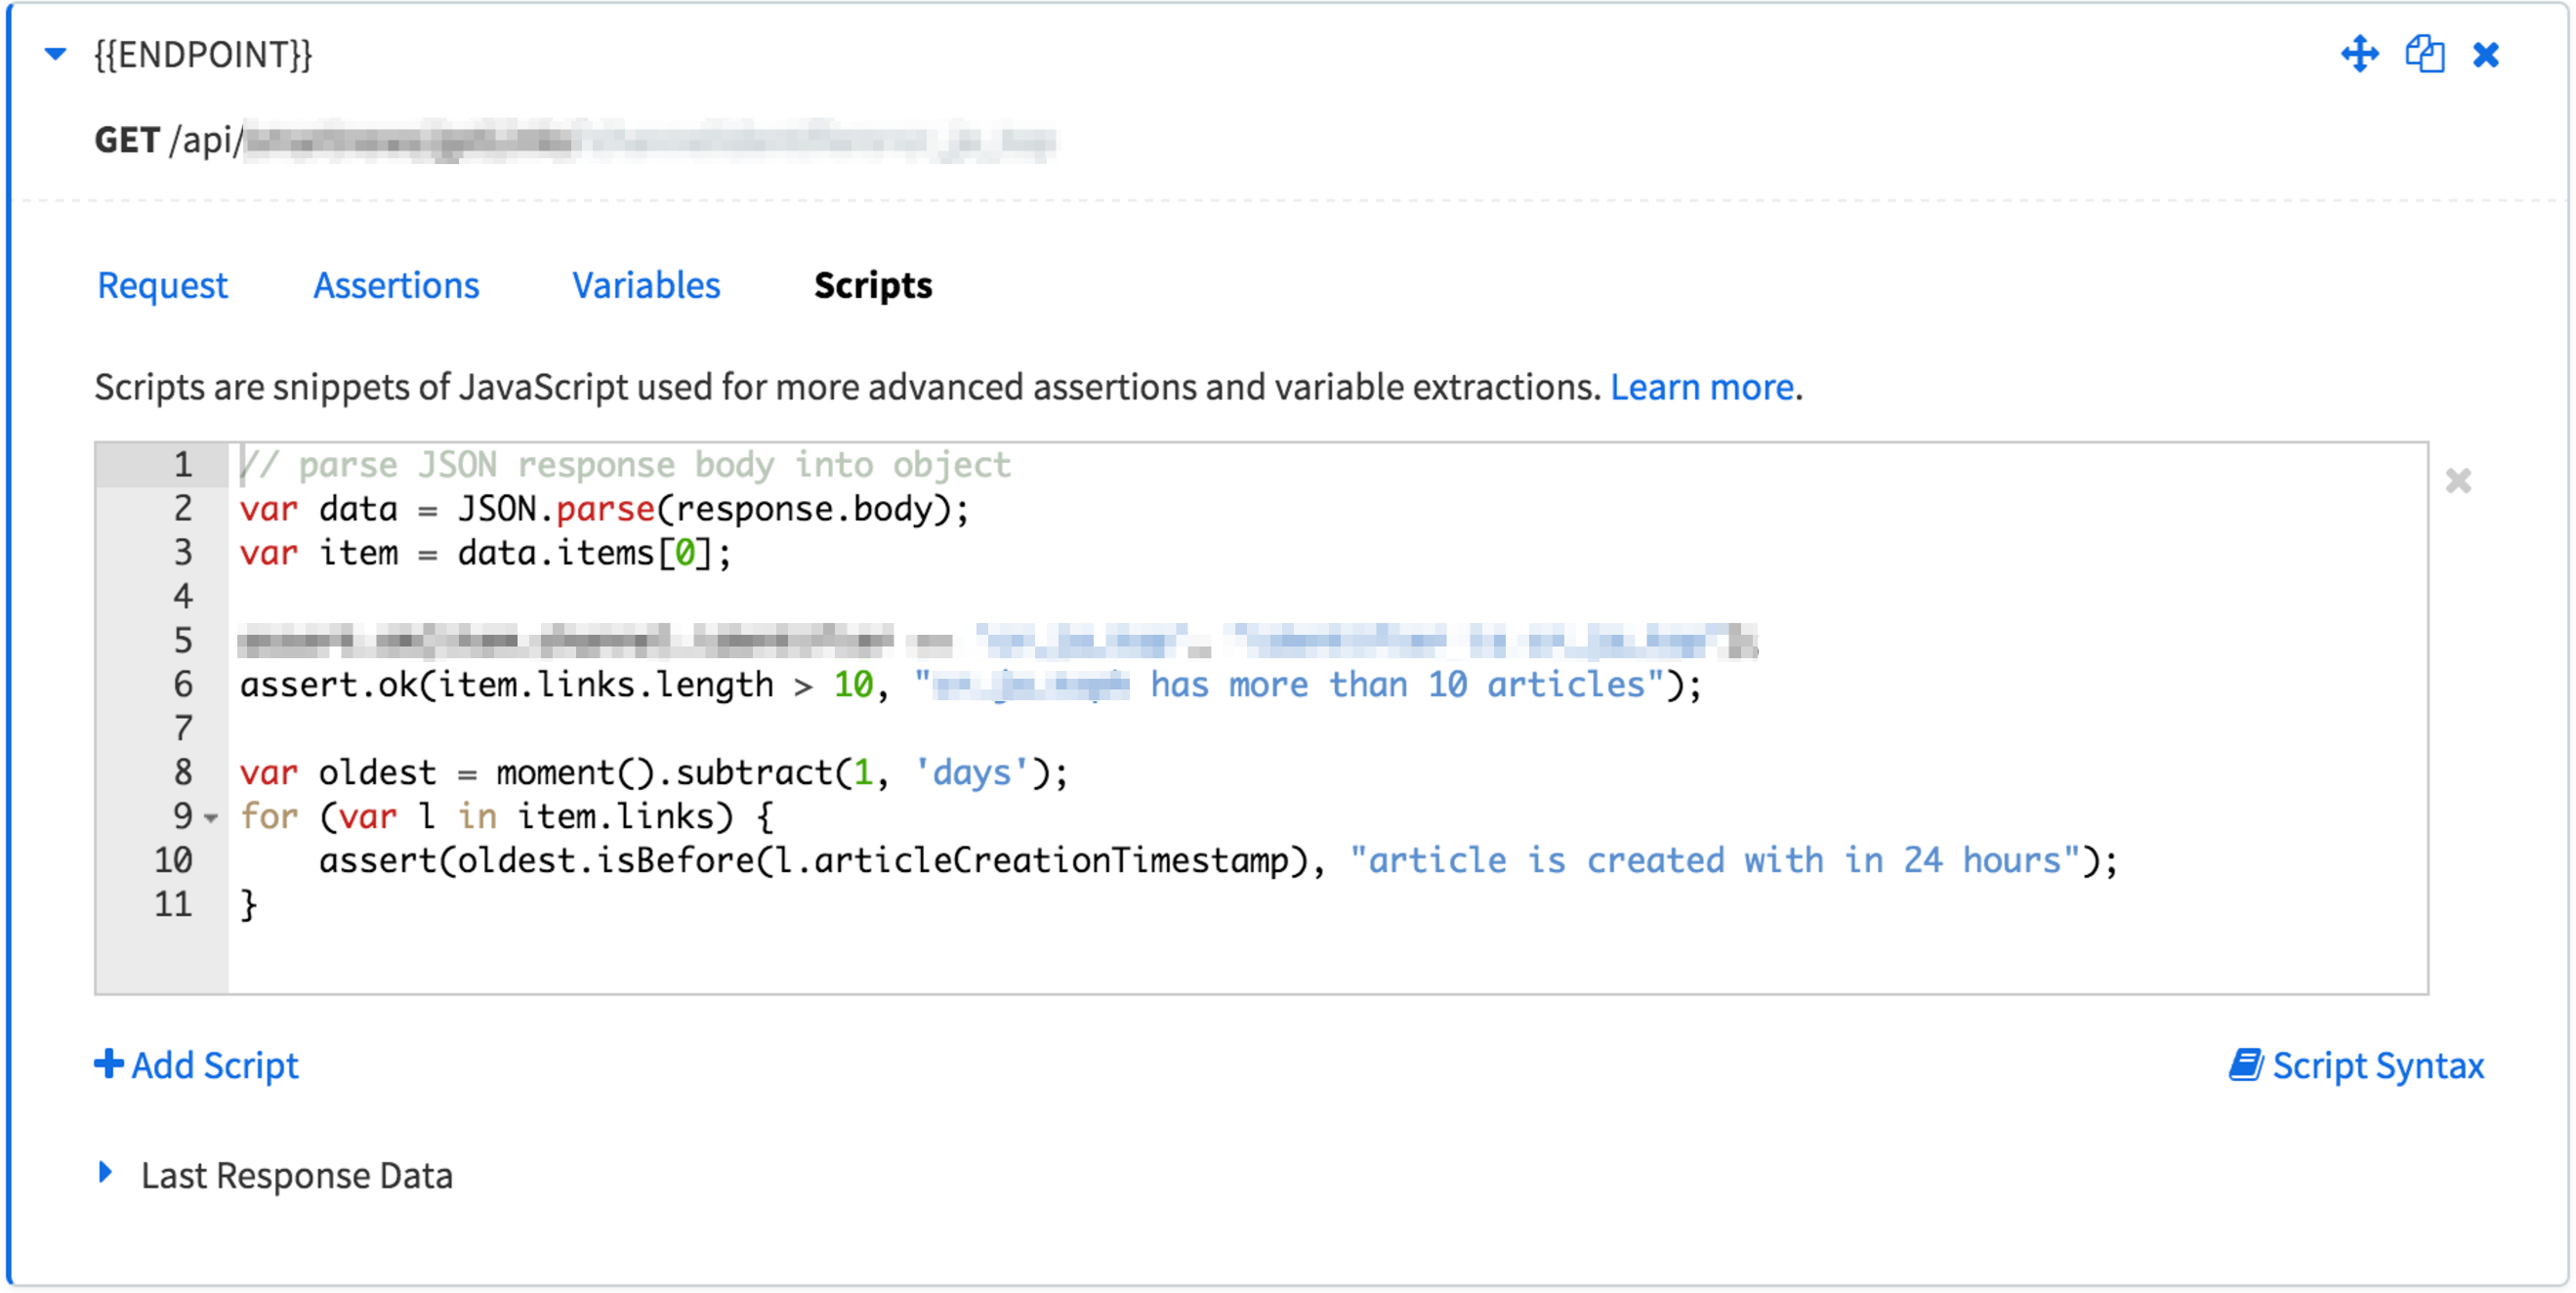 {{ENDPOINT}}
GET /api/
Request Assertions Variables Scripts
Scripts are snippets of JavaScript used for more advanced assertions and variable extractions. Learn more.
1 // parse JSON response body into object
2 var data = JSON.parse(response.body);
3 var item = data.items[0];
4
5
6 assert.ok(item.links.length > 10, " has more than 10 articles");
7
8 var oldest = moment().subtract(1, 'days');
9 for (var l in item.links) {
10 assert(oldest.isBefore(l.articleCreationTimestamp), "article is created with in 24 hours");
11 }
Add Script
Script Syntax
Last Response Data